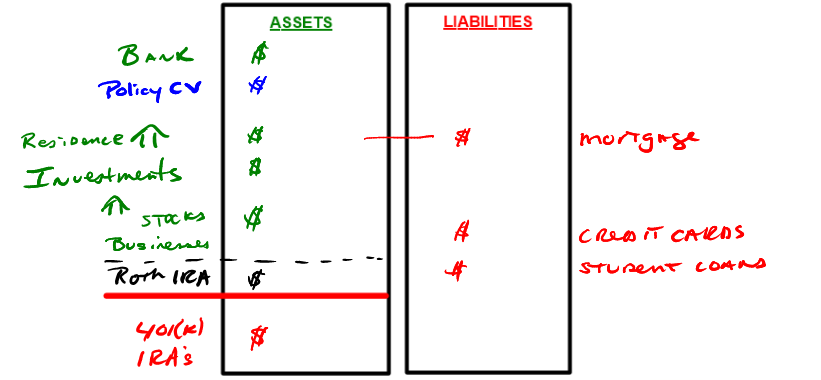 ASSETS LIABILITIES
BANK $
Policy CV $
Residence $ $ mortgage
Investments $
STOCKS $
Businesses $ CREDIT CARDS
Roth IRA $ $ STUDENT LOANS
401(K) $
IRA's